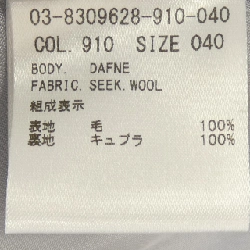 03-8309628-910-040
COL. 910 SIZE 040
BODY. DAFNE
FABRIC. SEEK.WOOL
組成表示
表地 毛 100%
裏地 キュプラ 100%